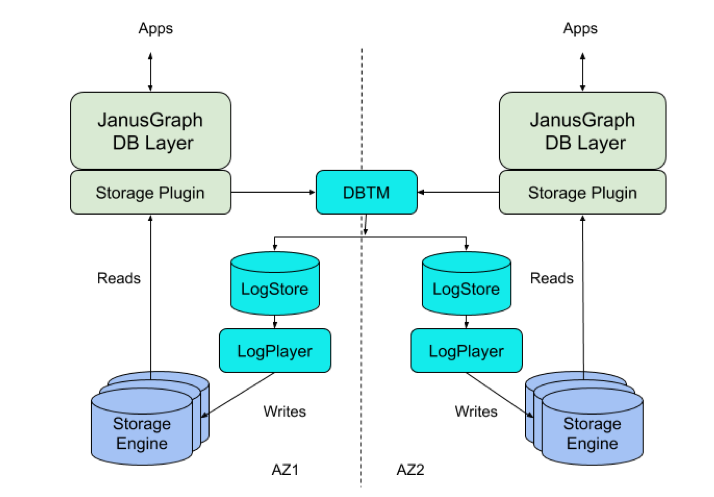 Apps
Apps
JanusGraph
DB Layer
JanusGraph
DB Layer
Storage Plugin
DBTM
Storage Plugin
Reads
LogStore
LogStore
Reads
LogPlayer
LogPlayer
Storage
Engine
Writes
Writes
Storage
Engine
AZ1
AZ2